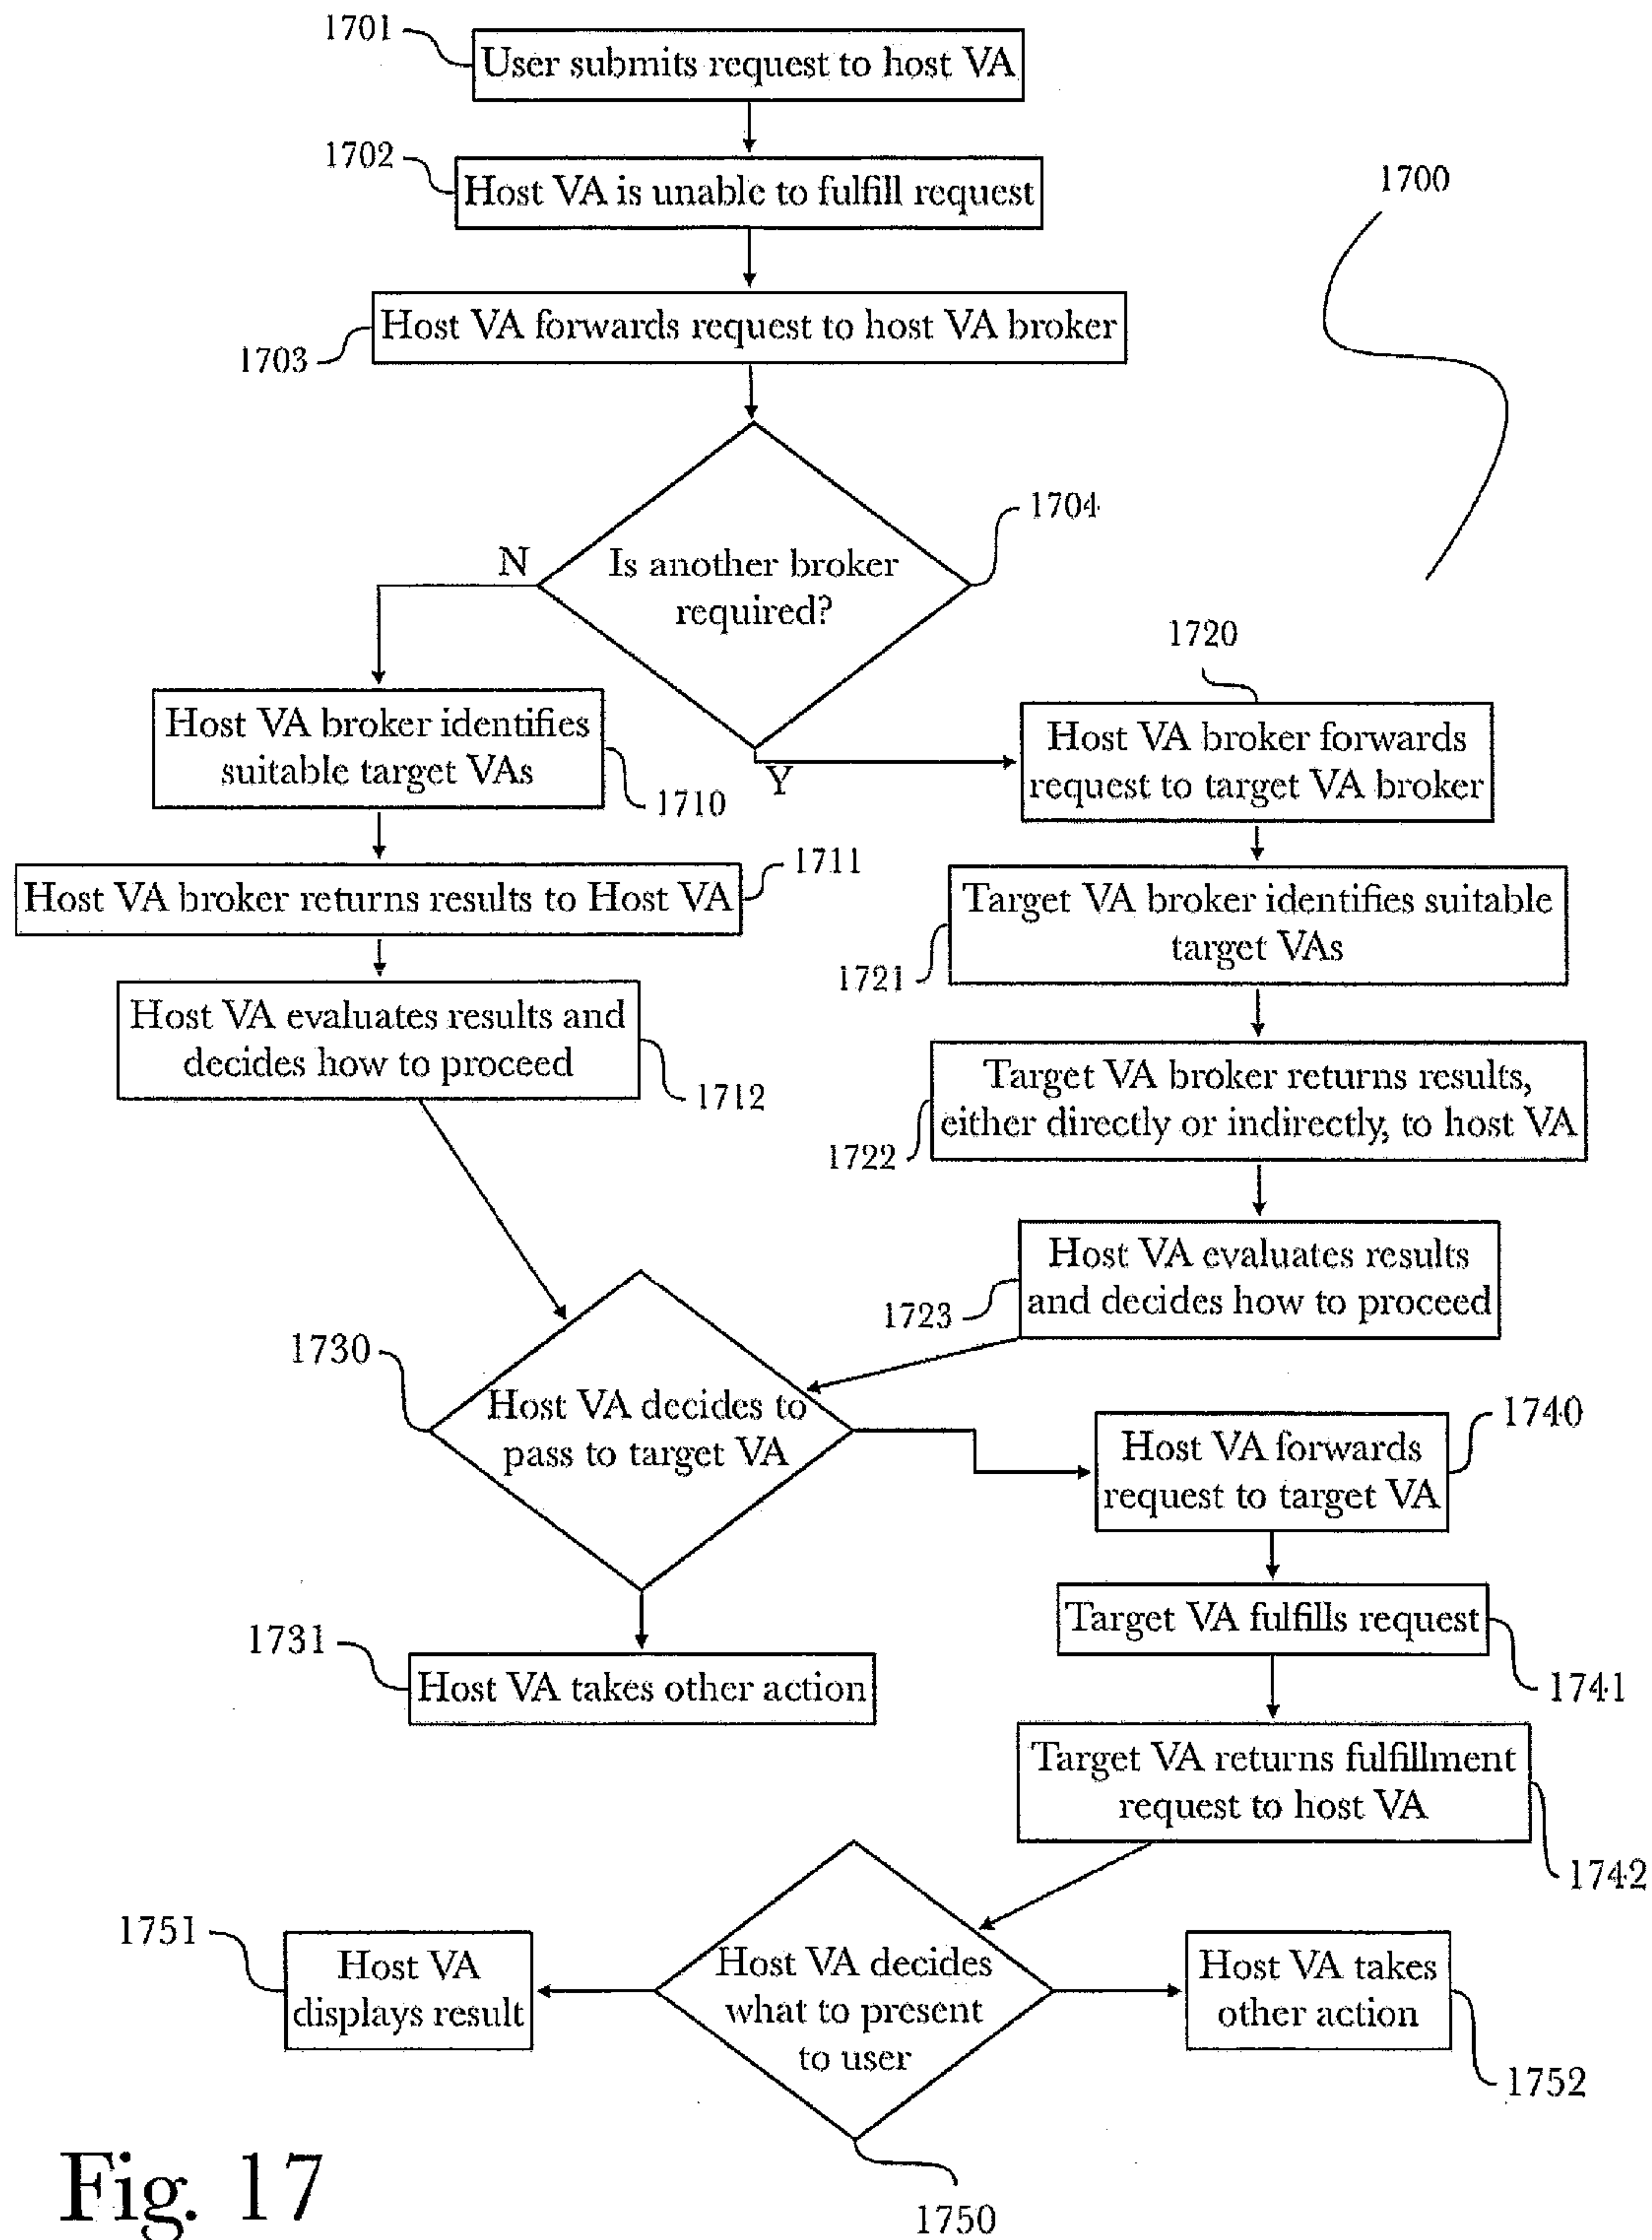 1701
User submits request to host VA
1702
Host VA is unable to fulfill request
1700
Host VA forwards request to host VA broker
1703
1704
N
Is another broker
required?
1720
Y
Host VA broker identifies
suitable target VAs
1710
Host VA broker forwards
request to target VA broker
1711
Host VA broker returns results to Host VA
Target VA broker identifies suitable
target VAs
1721
Host VA evaluates results and
decides how to proceed
1712
Target VA broker returns results,
either directly or indirectly, to host VA
1722
Host VA evaluates results
and decides how to proceed
1723
1730
Host VA decides to
pass to target VA
1740
Host VA forwards
request to target VA
Target VA fulfills request
1741
1731
Host VA takes other action
Target VA returns fulfillment
request to host VA
1742
1751
Host VA
displays result
Host VA decides
what to present
to user
Host VA takes
other action
1752
1750
Fig. 17